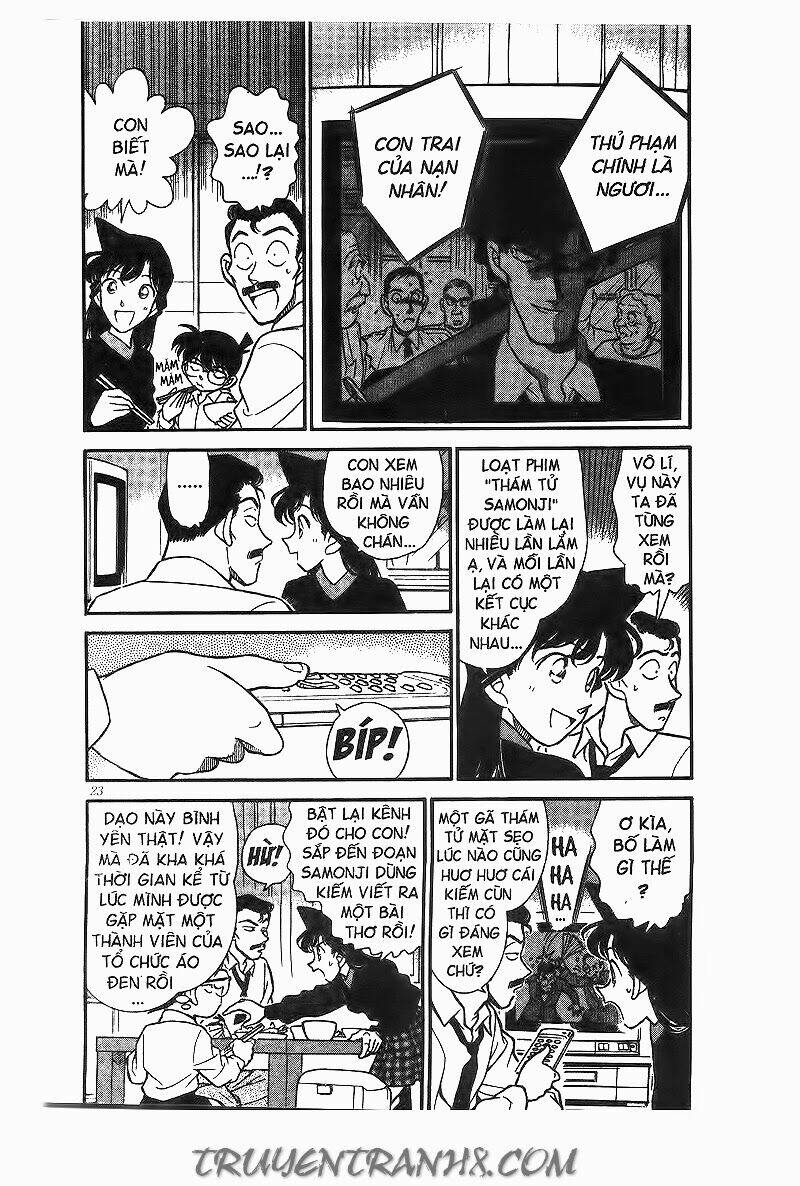 THỦ PHẠM
CHÍNH LÀ
NGƯƠI...
CON TRAI
CỦA NẠN
NHÂN!
SAO...
SAO LẠI
...!?
CON
BIẾT
MÀ!
MĂM
MĂM
VÔ LÍ,
VỤ NÀY
TA ĐÃ
TỪNG
XEM
RỒI
MÀ?
LOẠT PHIM
"THÁM TỬ
SAMONJI"
ĐƯỢC LÀM LẠI
NHIỀU LẦN LẮM
Ạ, VÀ MỖI LẦN
LẠI CÓ MỘT
KẾT CỤC
KHÁC
NHAU...
CON XEM
BAO NHIÊU
RỒI MÀ VẪN
KHÔNG
CHÁN...
.....
BÍP!
23
Ơ KÌA,
BỐ LÀM
GÌ THẾ
?
HA
HA
HA
...
MỘT GÃ THÁM
TỬ MẶT SẸO
LÚC NÀO CŨNG
HUƠ HUƠ CÁI
KIẾM CÙN
THÌ CÓ
GÌ ĐÁNG
XEM
CHỨ?
BẬT LẠI KÊNH
ĐÓ CHO CON!
SẮP ĐẾN ĐOẠN
SAMONJI DÙNG
KIẾM VIẾT RA
MỘT BÀI
THƠ RỒI!
HỪ!
DẠO NÀY BÌNH
YÊN THẬT! VẬY
MÀ ĐÃ KHA KHÁ
THỜI GIAN KỂ TỪ
LÚC MÌNH ĐƯỢC
GẶP MẶT MỘT
THÀNH VIÊN CỦA
TỔ CHỨC ÁO
ĐEN RỒI
...
TRUYENTRANH8.COM